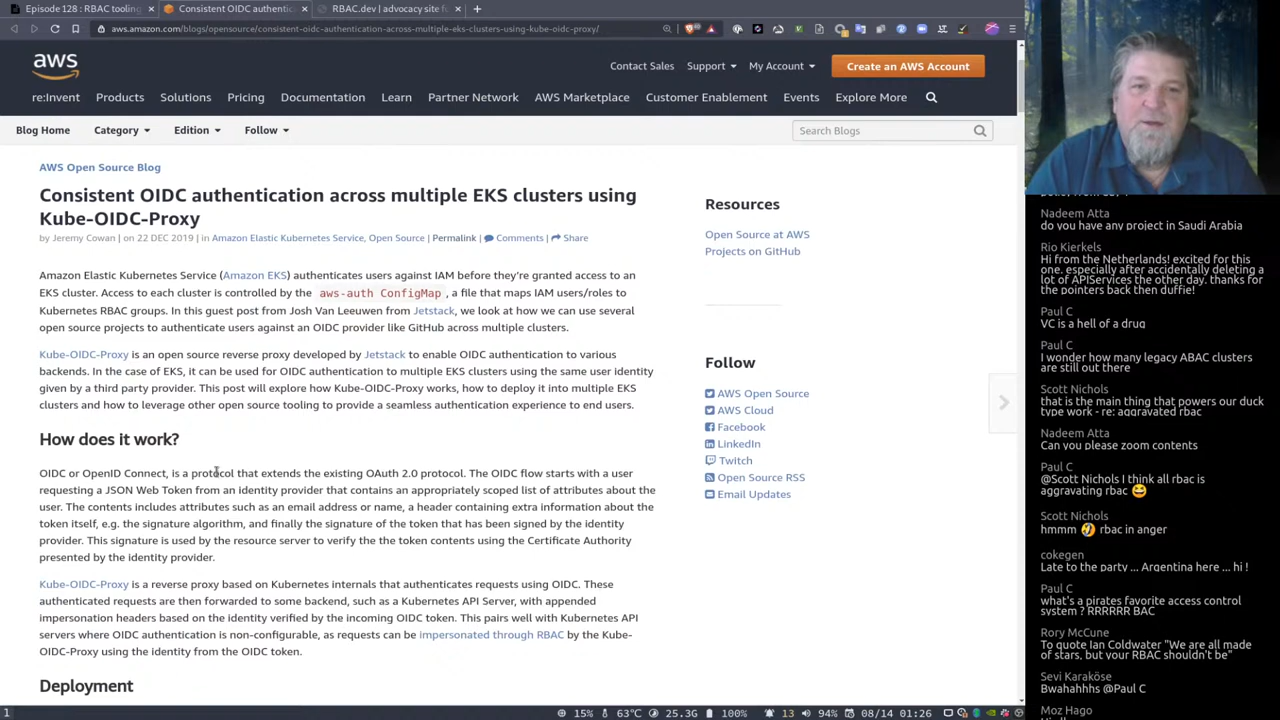 Episode 128 : RBAC tooling
Consistent OIDC authentic
RBAC.dev | advocacy site f
aws.amazon.com/blogs/opensource/consistent-oidc-authentication-across-multiple-eks-clusters-using-kube-oidc-proxy/
aws
Contact Sales Support My Account Create an AWS Account
re:Invent Products Solutions Pricing Documentation Learn Partner Network AWS Marketplace Customer Enablement Events Explore More
Blog Home Category Edition Follow Search Blogs
AWS Open Source Blog
Consistent OIDC authentication across multiple EKS clusters using
Kube-OIDC-Proxy
by Jeremy Cowan | on 22 DEC 2019 | in Amazon Elastic Kubernetes Service, Open Source | Permalink | Comments | Share
Amazon Elastic Kubernetes Service (Amazon EKS) authenticates users against IAM before they're granted access to an
EKS cluster. Access to each cluster is controlled by the aws-auth ConfigMap, a file that maps IAM users/roles to
Kubernetes RBAC groups. In this guest post from Josh Van Leeuwen from Jetstack, we look at how we can use several
open source projects to authenticate users against an OIDC provider like GitHub across multiple clusters.
Kube-OIDC-Proxy is an open source reverse proxy developed by Jetstack to enable OIDC authentication to various
backends. In the case of EKS, it can be used for OIDC authentication to multiple EKS clusters using the same user identity
given by a third party provider. This post will explore how Kube-OIDC-Proxy works, how to deploy it into multiple EKS
clusters and how to leverage other open source tooling to provide a seamless authentication experience to end users.
How does it work?
OIDC or OpenID Connect, is a protocol that extends the existing OAuth 2.0 protocol. The OIDC flow starts with a user
requesting a JSON Web Token from an identity provider that contains an appropriately scoped list of attributes about the
user. The contents includes attributes such as an email address or name, a header containing extra information about the
token itself, e.g. the signature algorithm, and finally the signature of the token that has been signed by the identity
provider. This signature is used by the resource server to verify the the token contents using the Certificate Authority
presented by the identity provider.
Kube-OIDC-Proxy is a reverse proxy based on Kubernetes internals that authenticates requests using OIDC. These
authenticated requests are then forwarded to some backend, such as a Kubernetes API Server, with appended
impersonation headers based on the identity verified by the incoming OIDC token. This pairs well with Kubernetes API
servers where OIDC authentication is non-configurable, as requests can be impersonated through RBAC by the Kube-
OIDC-Proxy using the identity from the OIDC token.
Deployment
Resources
Open Source at AWS
Projects on GitHub
Follow
AWS Open Source
AWS Cloud
Facebook
LinkedIn
Twitch
Open Source RSS
Email Updates
Nadeem Atta
do you have any project in Saudi Arabia
Rio Kierkels
Hi from the Netherlands! excited for this
one. especially after accidentally deleting a
lot of APIServices the other day. thanks for
the pointers back then duffie!
Paul C
VC is a hell of a drug
Paul C
I wonder how many legacy ABAC clusters
are still out there
Scott Nichols
that is the main thing that powers our duck
type work - re: aggravated rbac
Nadeem Atta
Can you please zoom contents
Paul C
@Scott Nichols I think all rbac is
aggravating rbac 😅
Scott Nichols
hmmm 🤣 rbac in anger
cokegen
Late to the party ... Argentina here ... hi !
Paul C
what's a pirates favorite access control
system ? RRRRRR BAC
Rory McCune
To quote Ian Coldwater "We are all made
of stars, but your RBAC shouldn't be"
Sevi Karaköse
Bwahahhhs @Paul C
Moz Hago
1 15% 63°C 25.3G 100% 13 94% 08/14 01:26